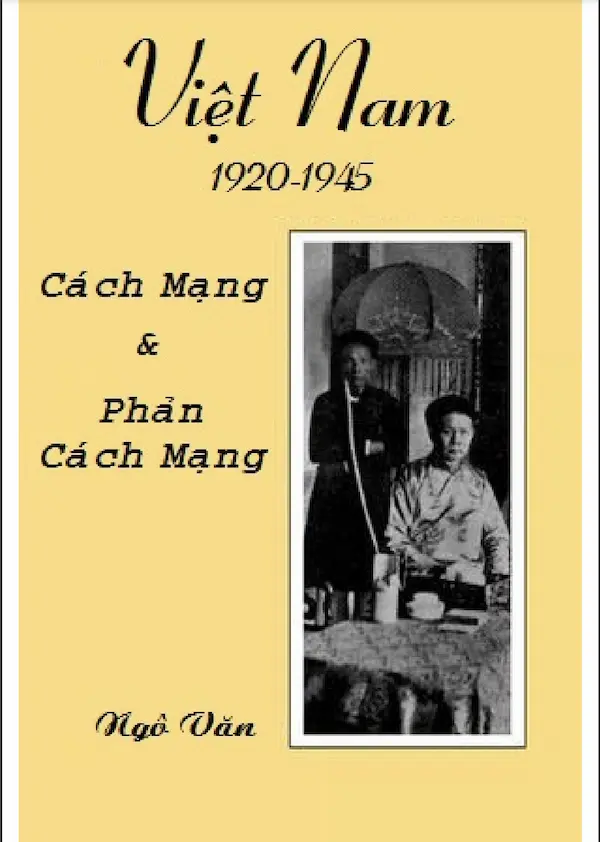 Việt Nam
1920-1945
Cách Mạng
&
Phản
Cách Mạng
Ngô Văn